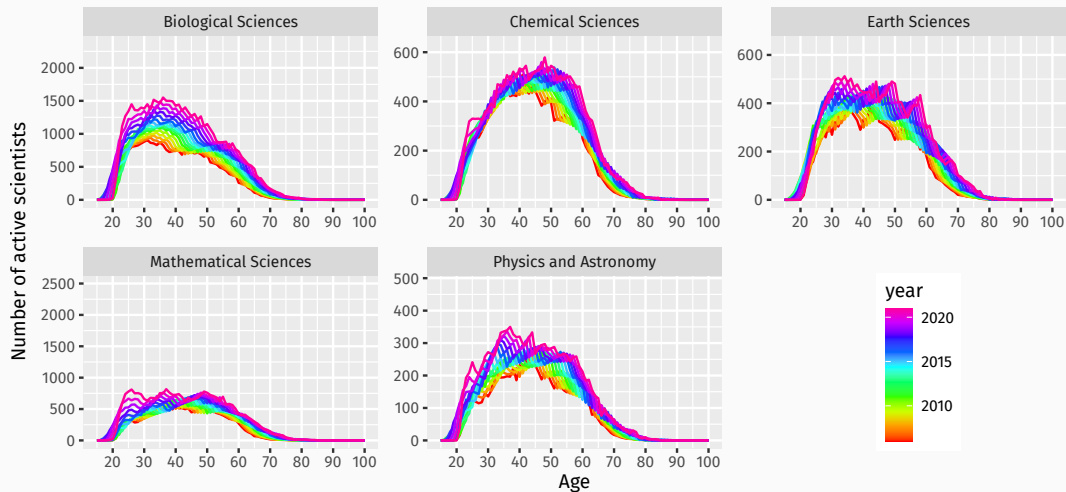 Biological Sciences
Chemical Sciences
Earth Sciences
2000
1500
1000
500
0
600
400
200
0
600
400
200
0
20 30 40 50 60 70 80 90 100
20 30 40 50 60 70 80 90 100
20 30 40 50 60 70 80 90 100
Number of active scientists
Mathematical Sciences
Physics and Astronomy
2500
2000
1500
1000
500
0
500
400
300
200
100
0
20 30 40 50 60 70 80 90 100
20 30 40 50 60 70 80 90 100
Age
year
2020
2015
2010